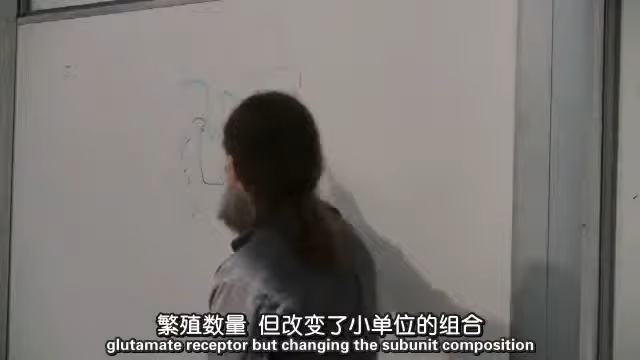 繁殖数量 但改变了小单位的组合
glutamate receptor but changing the subunit composition